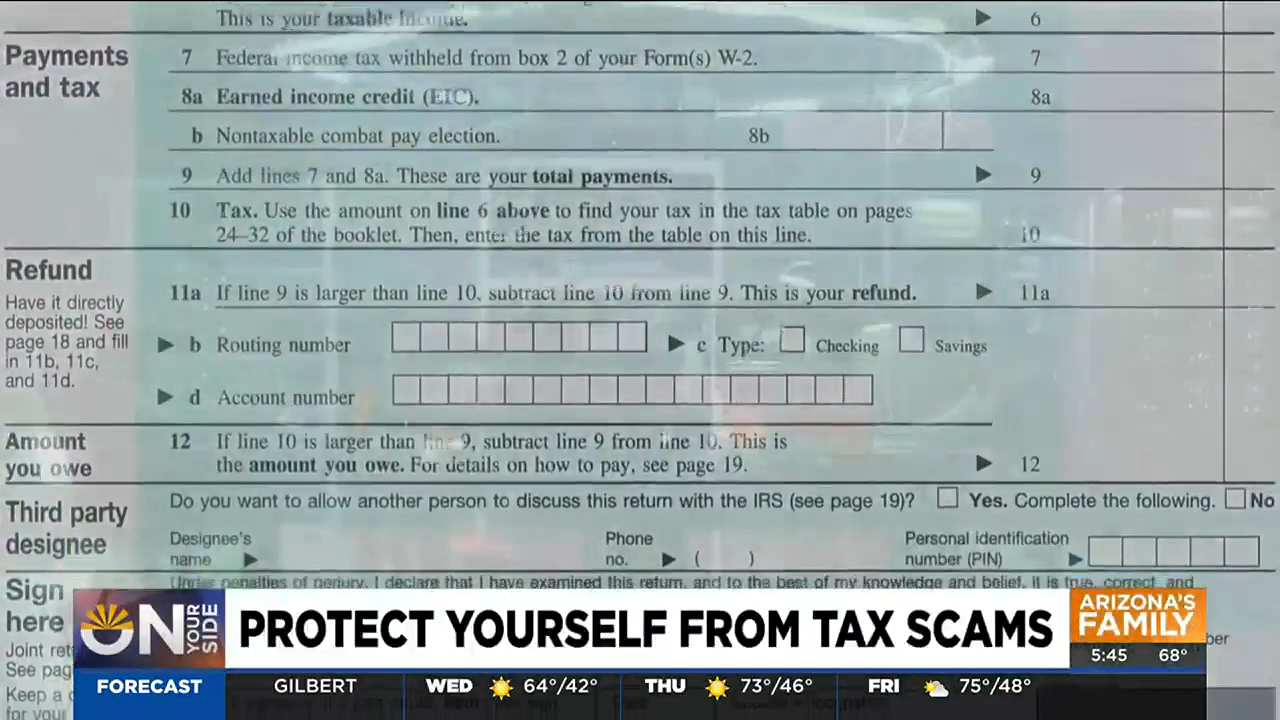 This is your taxable income. 6
Payments and tax
7 Federal income tax withheld from box 2 of your Form(s) W-2. 7
8a Earned income credit (EIC). 8a
b Nontaxable combat pay election. 8b
9 Add lines 7 and 8a. These are your total payments. 9
10 Tax. Use the amount on line 6 above to find your tax in the tax table on pages
24–32 of the booklet. Then, enter the tax from the table on this line. 10
Refund
Have it directly
deposited! See
page 18 and fill
in 11b, 11c,
and 11d.
11a If line 9 is larger than line 10, subtract line 10 from line 9. This is your refund. 11a
b Routing number c Type: Checking Savings
d Account number
Amount
you owe
12 If line 10 is larger than line 9, subtract line 9 from line 10. This is
the amount you owe. For details on how to pay, see page 19. 12
Third party
designee
Do you want to allow another person to discuss this return with the IRS (see page 19)? Yes. Complete the following. No
Designee's
name
Phone
no. ( )
Personal identification
number (PIN)
Sign
here
Under penalties of perjury, I declare that I have examined this return, and to the best of my knowledge and belief, it is true, correct, and
Joint
See
Keep a
for your
ON YOUR SIDE
PROTECT YOURSELF FROM TAX SCAMS
ARIZONA'S
FAMILY
5:45 68°
FORECAST GILBERT WED 64°/42° THU 73°/46° FRI 75°/48°